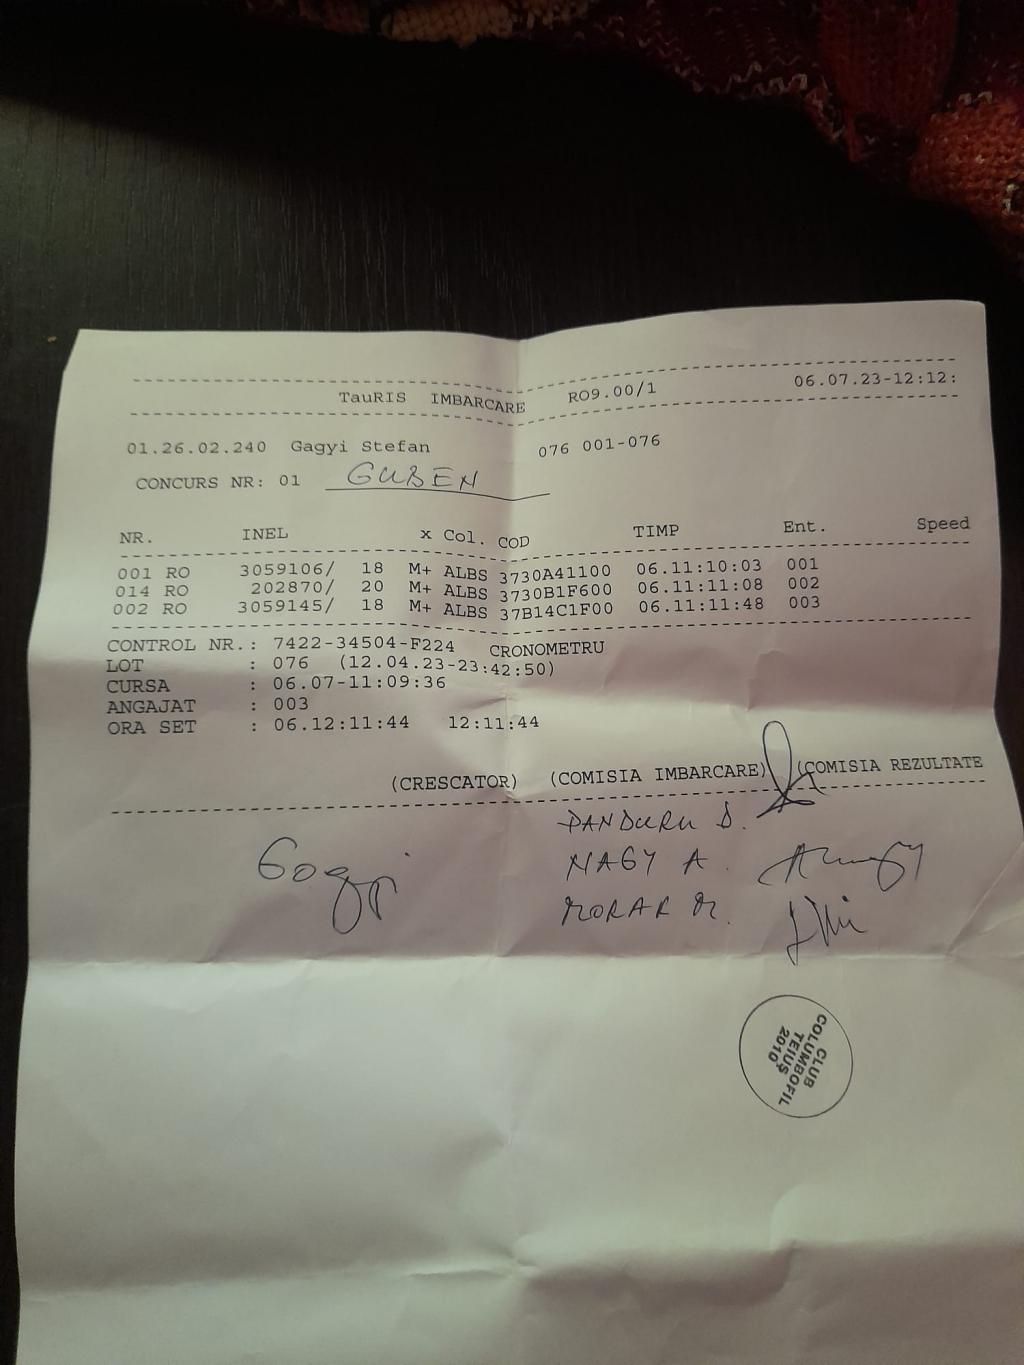 TauRIS IMBARCARE RO9.00/1 06.07.23-12:12:
01.26.02.240 Gagyi Stefan 076 001-076
CONCURS NR: 01 GUBEN
NR. INEL x Col. COD TIMP Ent. Speed
001 RO 3059106/ 18 M+ ALBS 3730A41100 06.11:10:03 001
014 RO 202870/ 20 M+ ALBS 3730B1F600 06.11:11:08 002
002 RO 3059145/ 18 M+ ALBS 37B14C1F00 06.11:11:48 003
CONTROL NR.: 7422-34504-F224 CRONOMETRU
LOT : 076 (12.04.23-23:42:50)
CURSA : 06.07-11:09:36
ANGAJAT : 003
ORA SET : 06.12:11:44 12:11:44
(CRESCATOR) (COMISIA IMBARCARE) (COMISIA REZULTATE
PANDURU D.
NAGY A.
MORAR M.
CLUB
COLUMBOFIL
TEIUŞ
2010